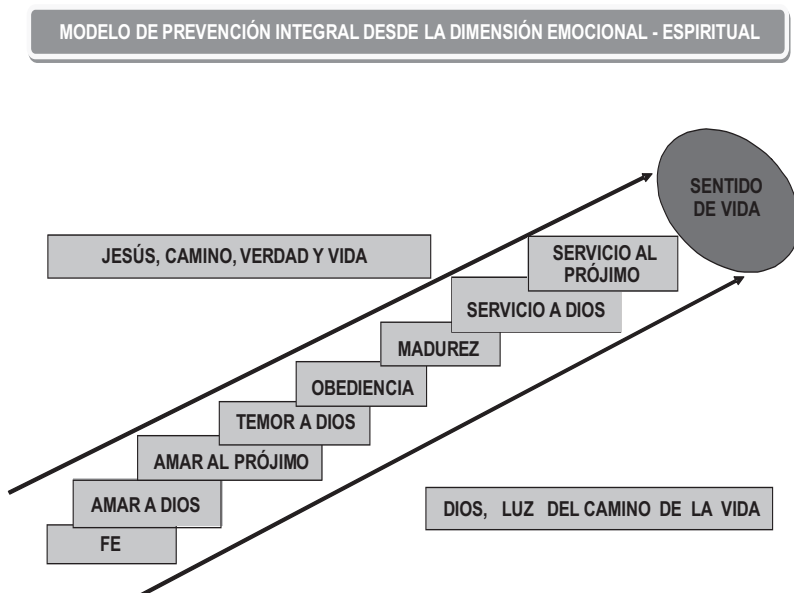 MODELO DE PREVENCIÓN INTEGRAL DESDE LA DIMENSIÓN EMOCIONAL - ESPIRITUAL
SENTIDO
DE VIDA
JESÚS, CAMINO, VERDAD Y VIDA
SERVICIO AL
PRÓJIMO
SERVICIO A DIOS
MADUREZ
OBEDIENCIA
TEMOR A DIOS
AMAR AL PRÓJIMO
AMAR A DIOS
DIOS, LUZ DEL CAMINO DE LA VIDA
FE